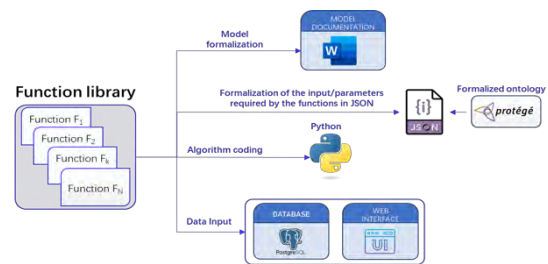 MODEL
DOCUMENTATION
W
Model
formalization
Function library
Function F1
Function F2
Function Fk
Function FN
Formalization of the input/parameters
required by the functions in JSON
{i}
JSON
Formalized ontology
protégé
Python
Algorithm coding
Data Input
DATABASE
PostgreSQL
WEB
INTERFACE
UI